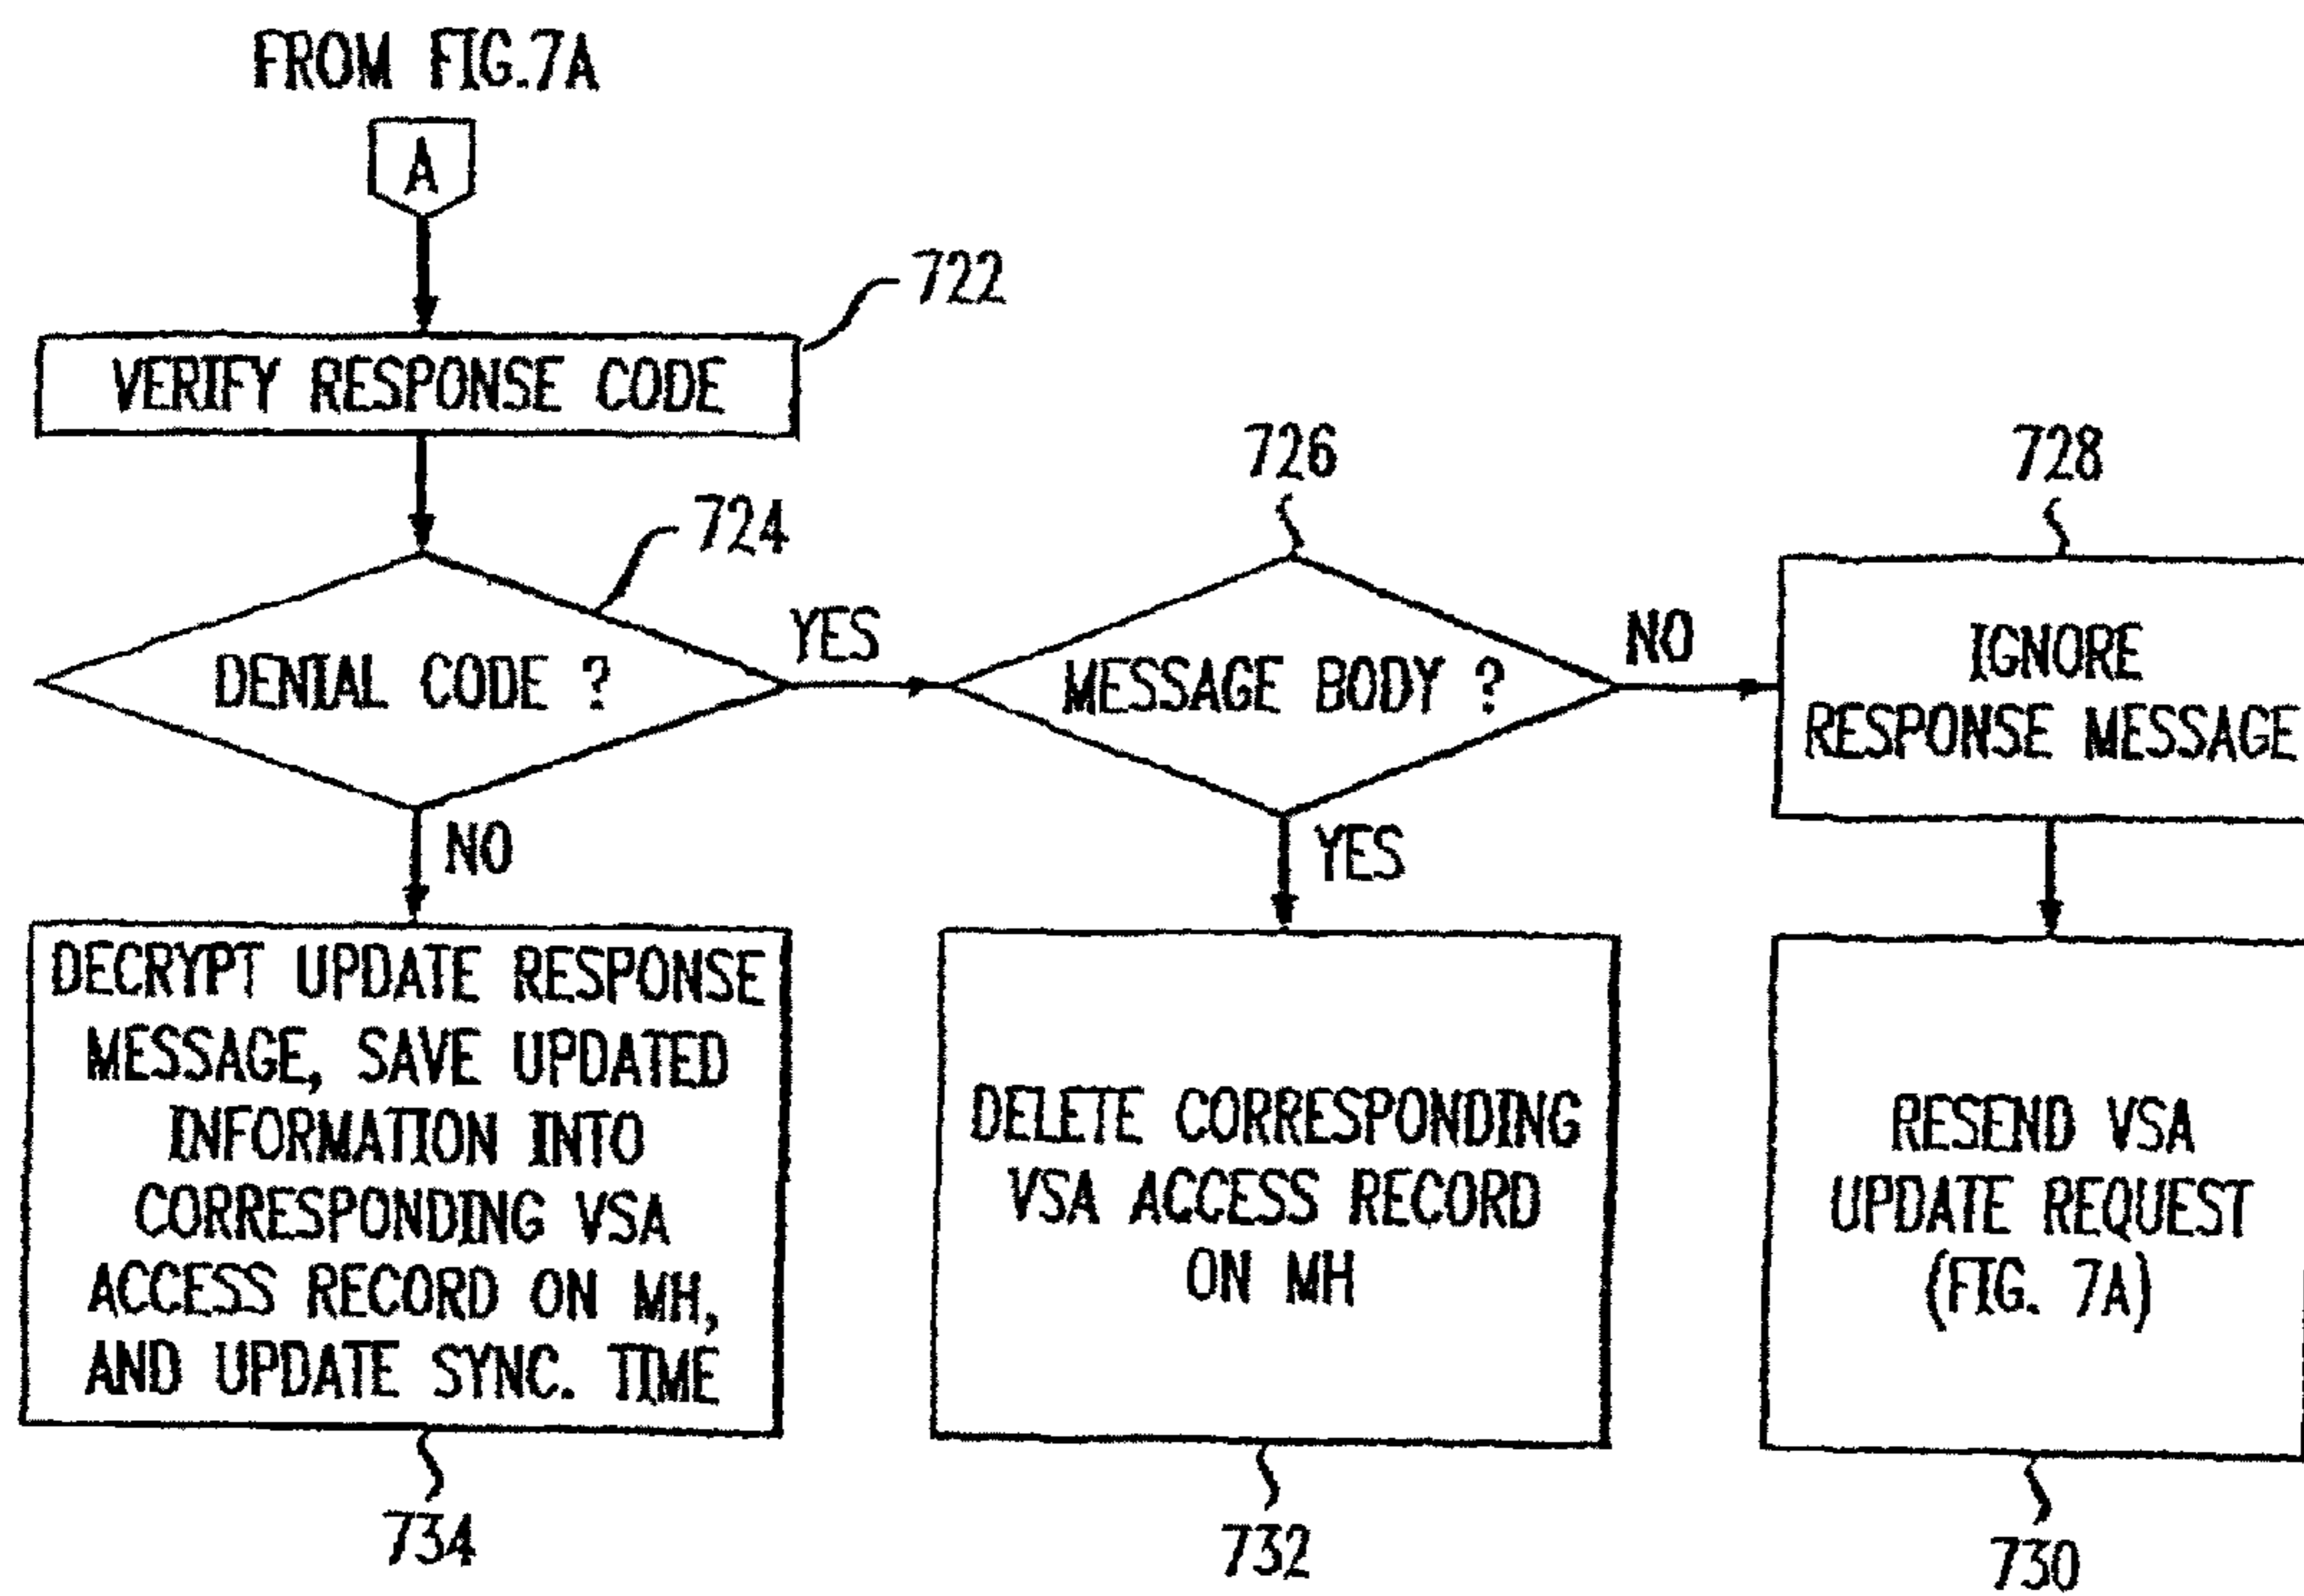 FROM FIG.7A
A
722
VERIFY RESPONSE CODE
724
DENIAL CODE ?
YES
726
MESSAGE BODY ?
NO
728
IGNORE
RESPONSE MESSAGE
NO
DECRYPT UPDATE RESPONSE
MESSAGE, SAVE UPDATED
INFORMATION INTO
CORRESPONDING VSA
ACCESS RECORD ON MH,
AND UPDATE SYNC. TIME
734
YES
DELETE CORRESPONDING
VSA ACCESS RECORD
ON MH
732
RESEND VSA
UPDATE REQUEST
(FIG. 7A)
730